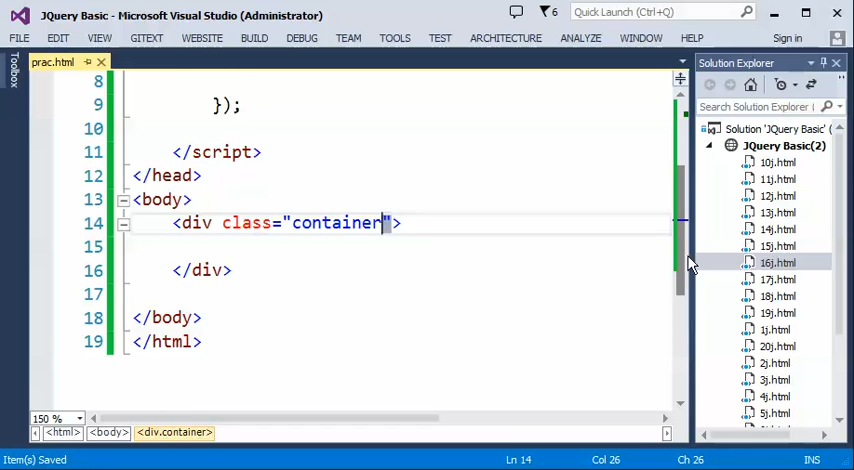 JQuery Basic - Microsoft Visual Studio (Administrator)
6
Quick Launch (Ctrl+Q)
FILE EDIT VIEW GITEXT WEBSITE BUILD DEBUG TEAM TOOLS TEST ARCHITECTURE ANALYZE WINDOW HELP Sign in
Toolbox
prac.html
8
9 });
10
11 </script>
12 </head>
13 <body>
14 <div class="container">
15
16 </div>
17
18 </body>
19 </html>
150 %
<html> <body> <div.container>
Solution Explorer
Search Solution Explorer (
Solution 'JQuery Basic' (
JQuery Basic(2)
10j.html
11j.html
12j.html
13j.html
14j.html
15j.html
16j.html
17j.html
18j.html
19j.html
1j.html
20j.html
2j.html
3j.html
4j.html
5j.html
Item(s) Saved Ln 14 Col 26 Ch 26 INS